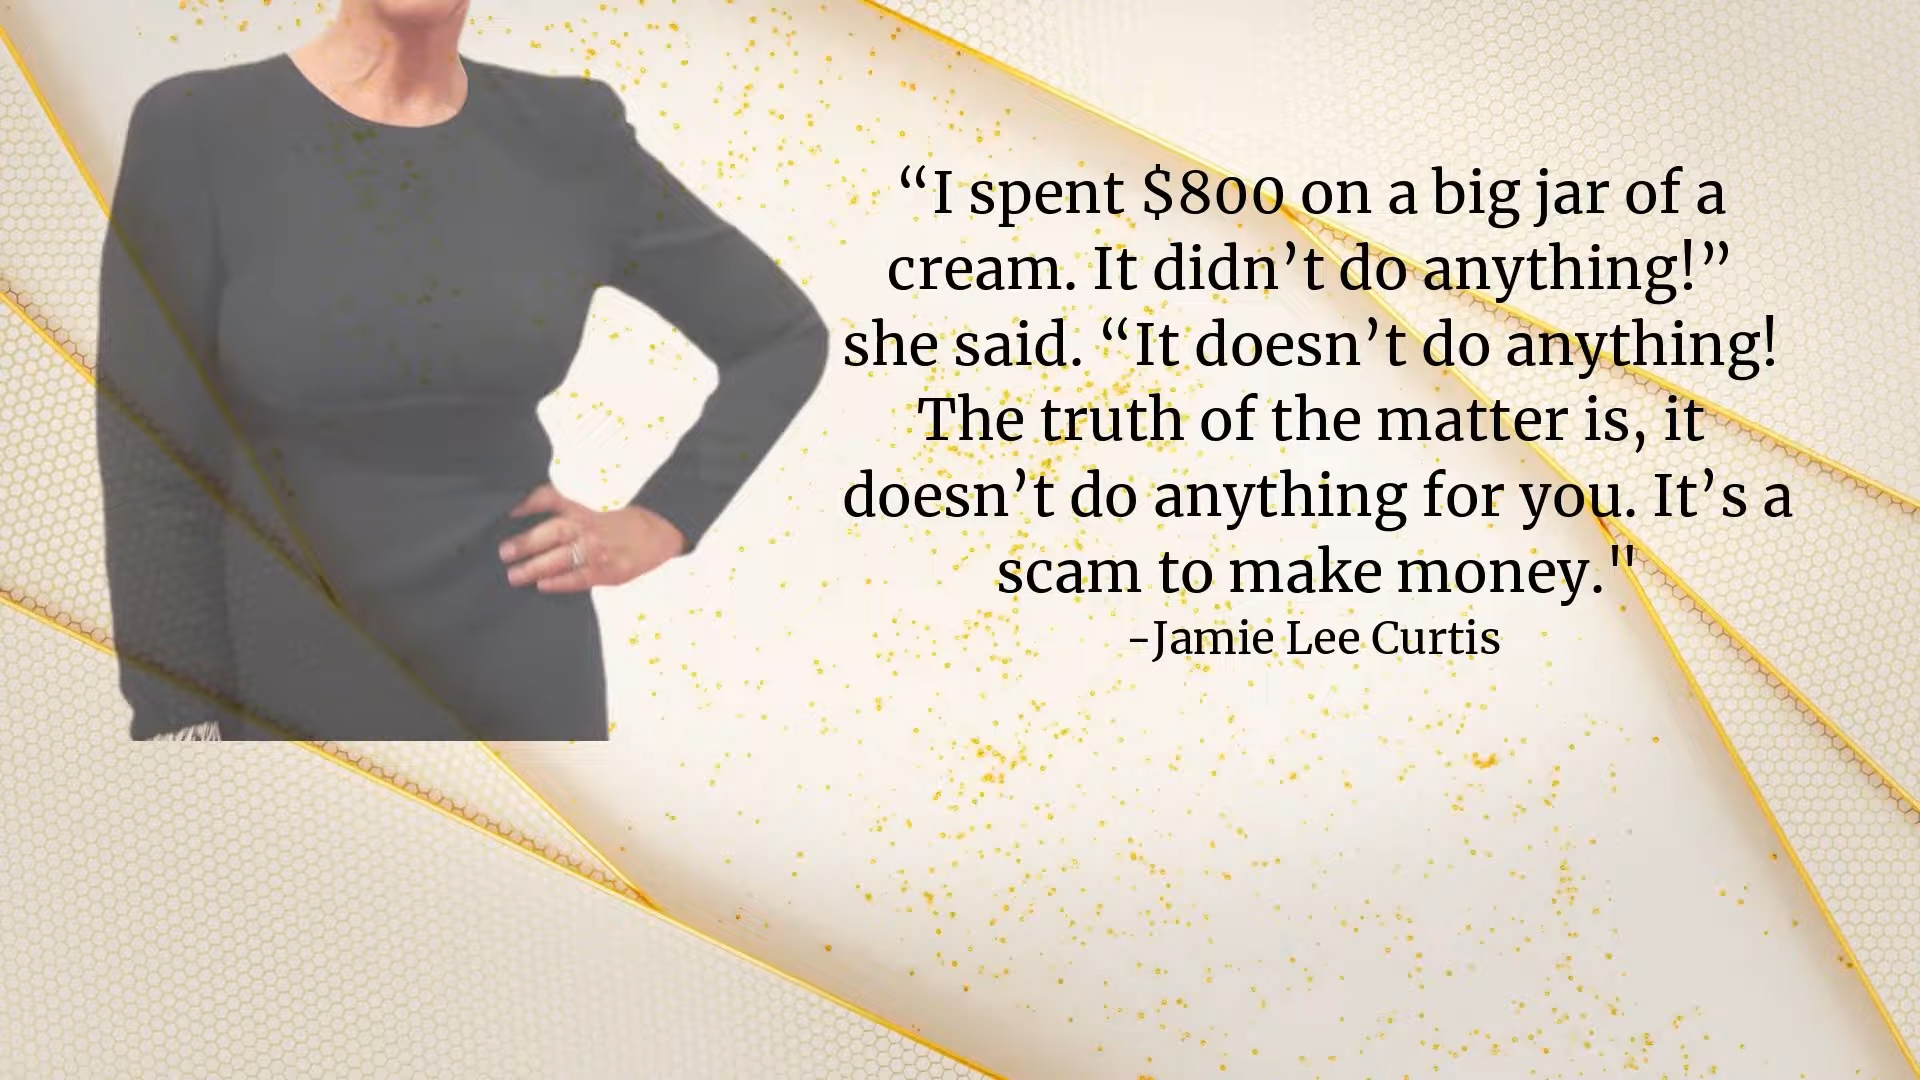 “I spent $800 on a big jar of a
cream. It didn’t do anything!”
she said. “It doesn’t do anything!
The truth of the matter is, it
doesn’t do anything for you. It’s a
scam to make money."
-Jamie Lee Curtis